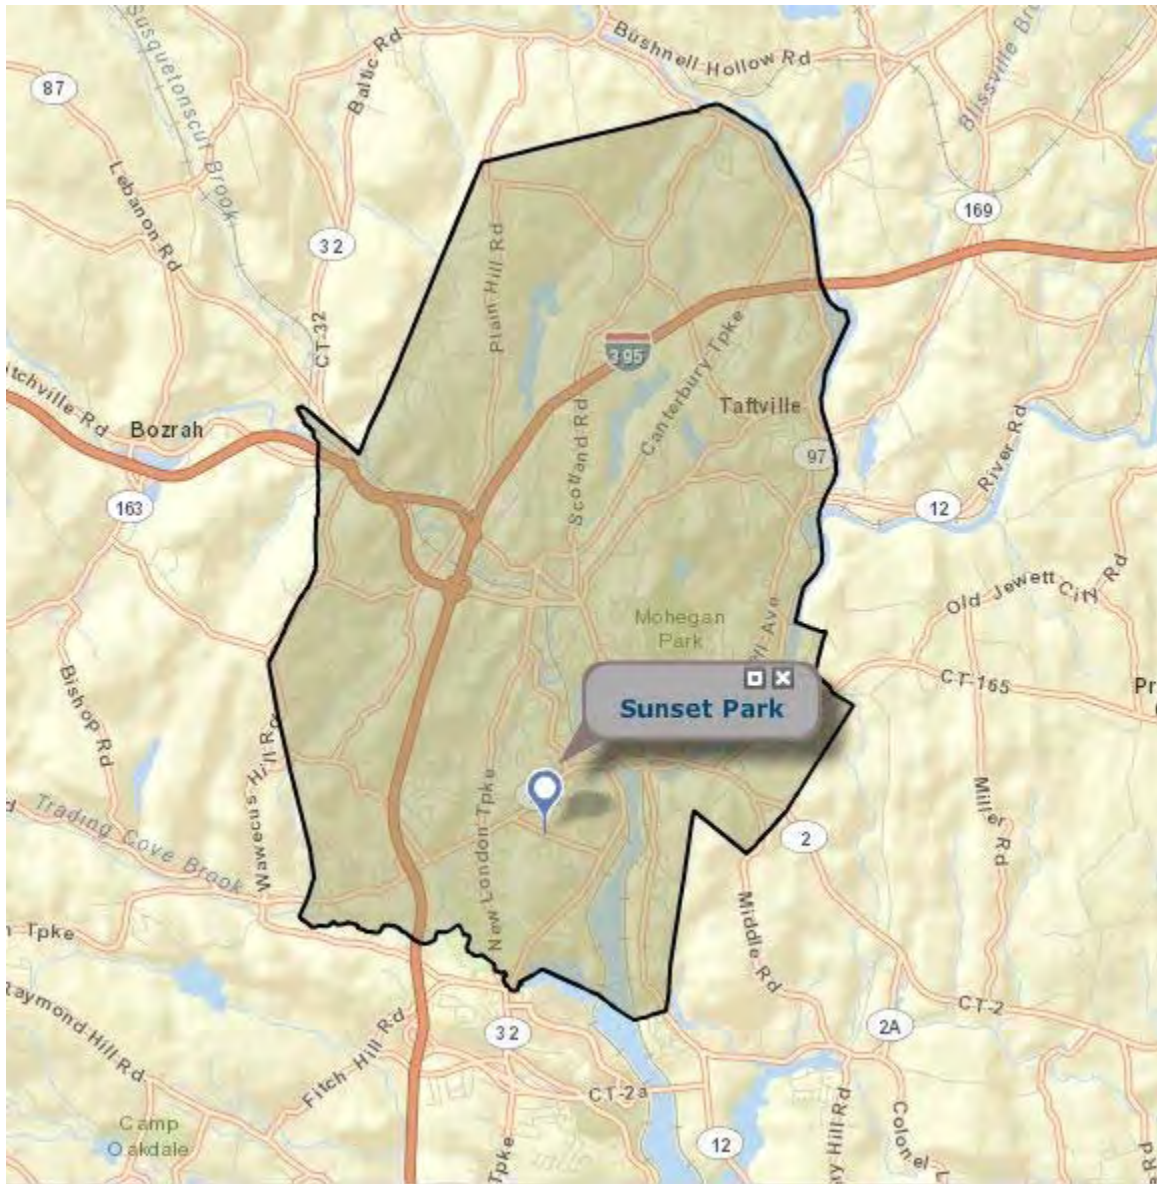 Susquetonscut Brook
Baltic Rd
Bushnell Hollow Rd
Blissville
87
Lebanon Rd
32
169
Plain Hill Rd
CT-32
395
Canterbury Tpke
Taftville
Scotland Rd
itchville Rd
Bozrah
97
River Rd
163
12
Old Jewett City Rd
Mohegan
Park
Ave
CT-165
Pr
Sunset Park
Bishop Rd
Wawecus Hill Rd
New London Tpke
Miller Rd
Trading Cove Brook
2
Middle Rd
Tpke
Raymond Hill Rd
Fitch Hill Rd
32
CT-2
2A
CT-2a
Camp
Oakdale
Tpke
12
y Hill Rd
Colonel L
Rd